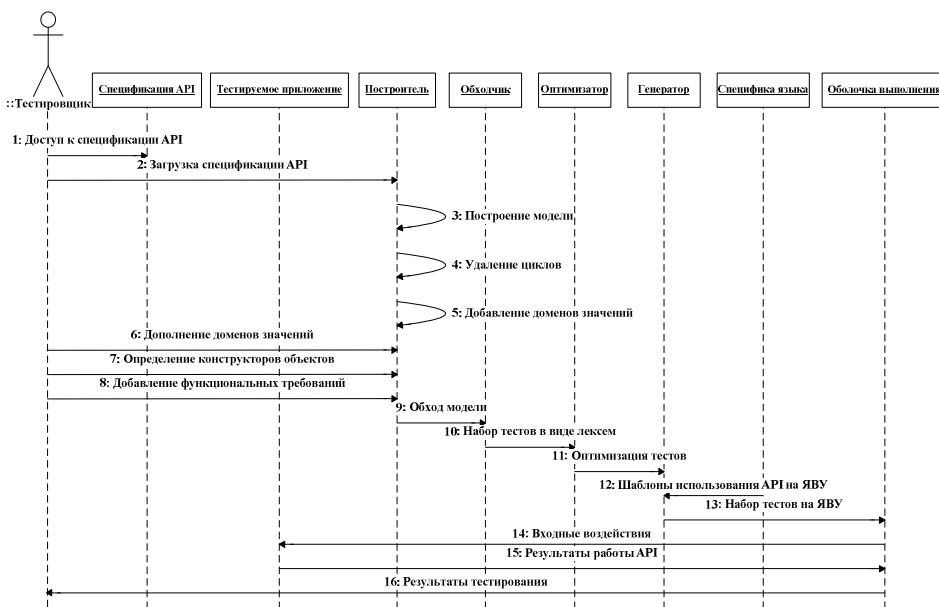 ::Тестировщик
Спецификация API
Тестируемое приложение
Построитель
Обходчик
Оптимизатор
Генератор
Специфика языка
Оболочка выполнения
1: Доступ к спецификации API
2: Загрузка спецификации API
3: Построение модели
4: Удаление циклов
5: Добавление доменов значений
6: Дополнение доменов значений
7: Определение конструкторов объектов
8: Добавление функциональных требований
9: Обход модели
10: Набор тестов в виде лексем
11: Оптимизация тестов
12: Шаблоны использования API на ЯВУ
13: Набор тестов на ЯВУ
14: Входные воздействия
15: Результаты работы API
16: Результаты тестирования